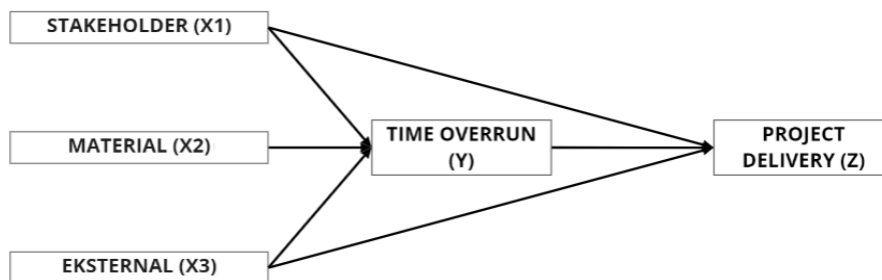 STAKEHOLDER (X1)
MATERIAL (X2)
EKSTERNAL (X3)
TIME OVERRUN
(Y)
PROJECT
DELIVERY (Z)